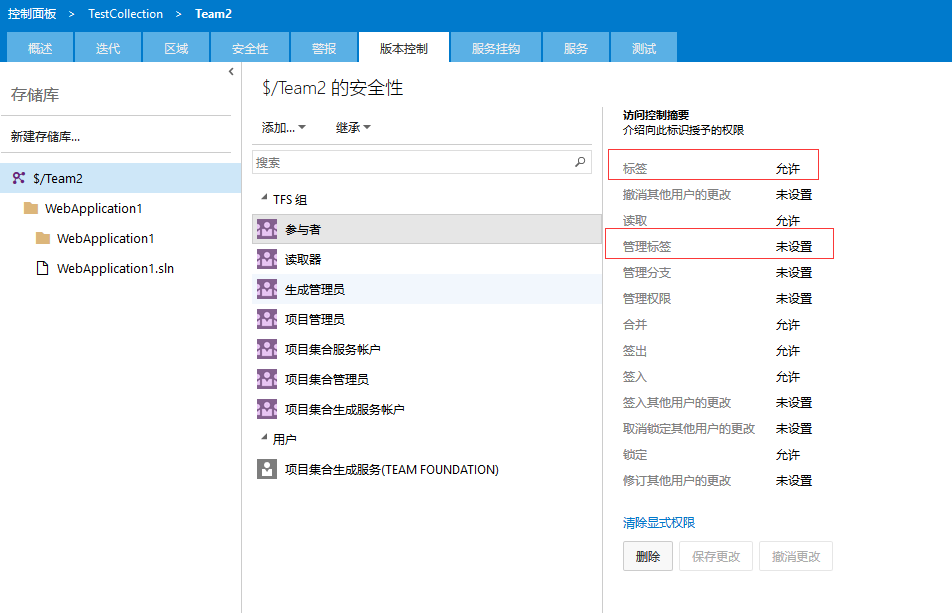 控制面板 > TestCollection > Team2
概述 迭代 区域 安全性 警报 版本控制 服务挂钩 服务 测试
存储库
新建存储库...
$/Team2
WebApplication1
WebApplication1
WebApplication1.sln
$/Team2 的安全性
添加... 继承
搜索
TFS 组
参与者
读取器
生成管理员
项目管理员
项目集合服务帐户
项目集合管理员
项目集合生成服务帐户
用户
项目集合生成服务(TEAM FOUNDATION)
访问控制摘要
介绍向此标识授予的权限
标签 允许
撤消其他用户的更改 未设置
读取 允许
管理标签 未设置
管理分支 未设置
管理权限 未设置
合并 允许
签出 允许
签入 允许
签入其他用户的更改 未设置
取消锁定其他用户的更改 未设置
锁定 允许
修订其他用户的更改 未设置
清除显式权限
删除 保存更改 撤消更改